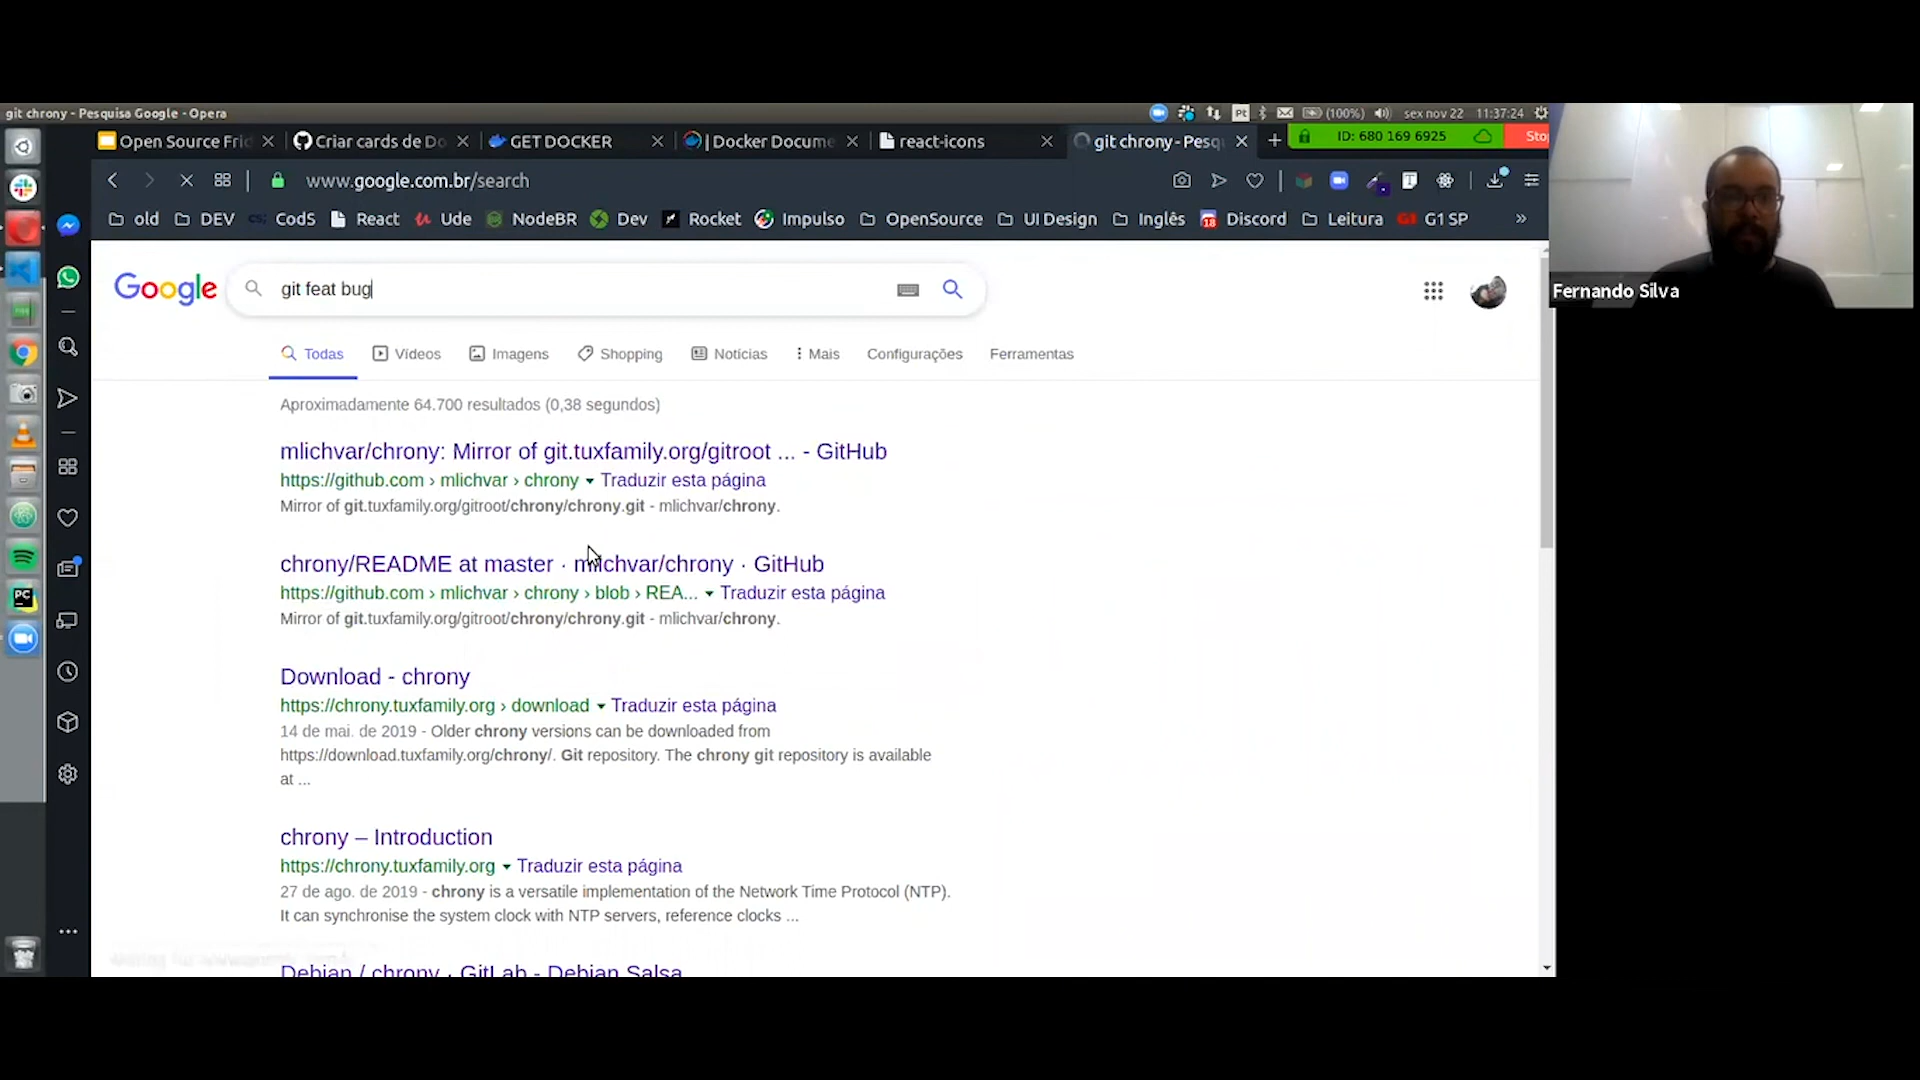 git chrony - Pesquisa Google - Opera
Pt (100%) sex nov 22 11:37:24
Open Source Fri
Criar cards de Do
GET DOCKER
| Docker Docume
react-icons
git chrony - Pesqu
ID: 680 169 6925
Sto
www.google.com.br/search
old DEV CodS React Ude NodeBR Dev Rocket Impulso OpenSource UI Design Inglês Discord Leitura G1 SP »
Google
git feat bug
Todas Vídeos Imagens Shopping Notícias Mais Configurações Ferramentas
Aproximadamente 64.700 resultados (0,38 segundos)
mlichvar/chrony: Mirror of git.tuxfamily.org/gitroot ... - GitHub
https://github.com › mlichvar › chrony Traduzir esta página
Mirror of git.tuxfamily.org/gitroot/chrony/chrony.git - mlichvar/chrony.
chrony/README at master · mlichvar/chrony · GitHub
https://github.com › mlichvar › chrony › blob › REA... Traduzir esta página
Mirror of git.tuxfamily.org/gitroot/chrony/chrony.git - mlichvar/chrony.
Download - chrony
https://chrony.tuxfamily.org › download Traduzir esta página
14 de mai. de 2019 - Older chrony versions can be downloaded from
https://download.tuxfamily.org/chrony/. Git repository. The chrony git repository is available
at ...
chrony – Introduction
https://chrony.tuxfamily.org Traduzir esta página
27 de ago. de 2019 - chrony is a versatile implementation of the Network Time Protocol (NTP).
It can synchronise the system clock with NTP servers, reference clocks ...
Debian / chrony · GitLab - Debian Salsa
Fernando Silva